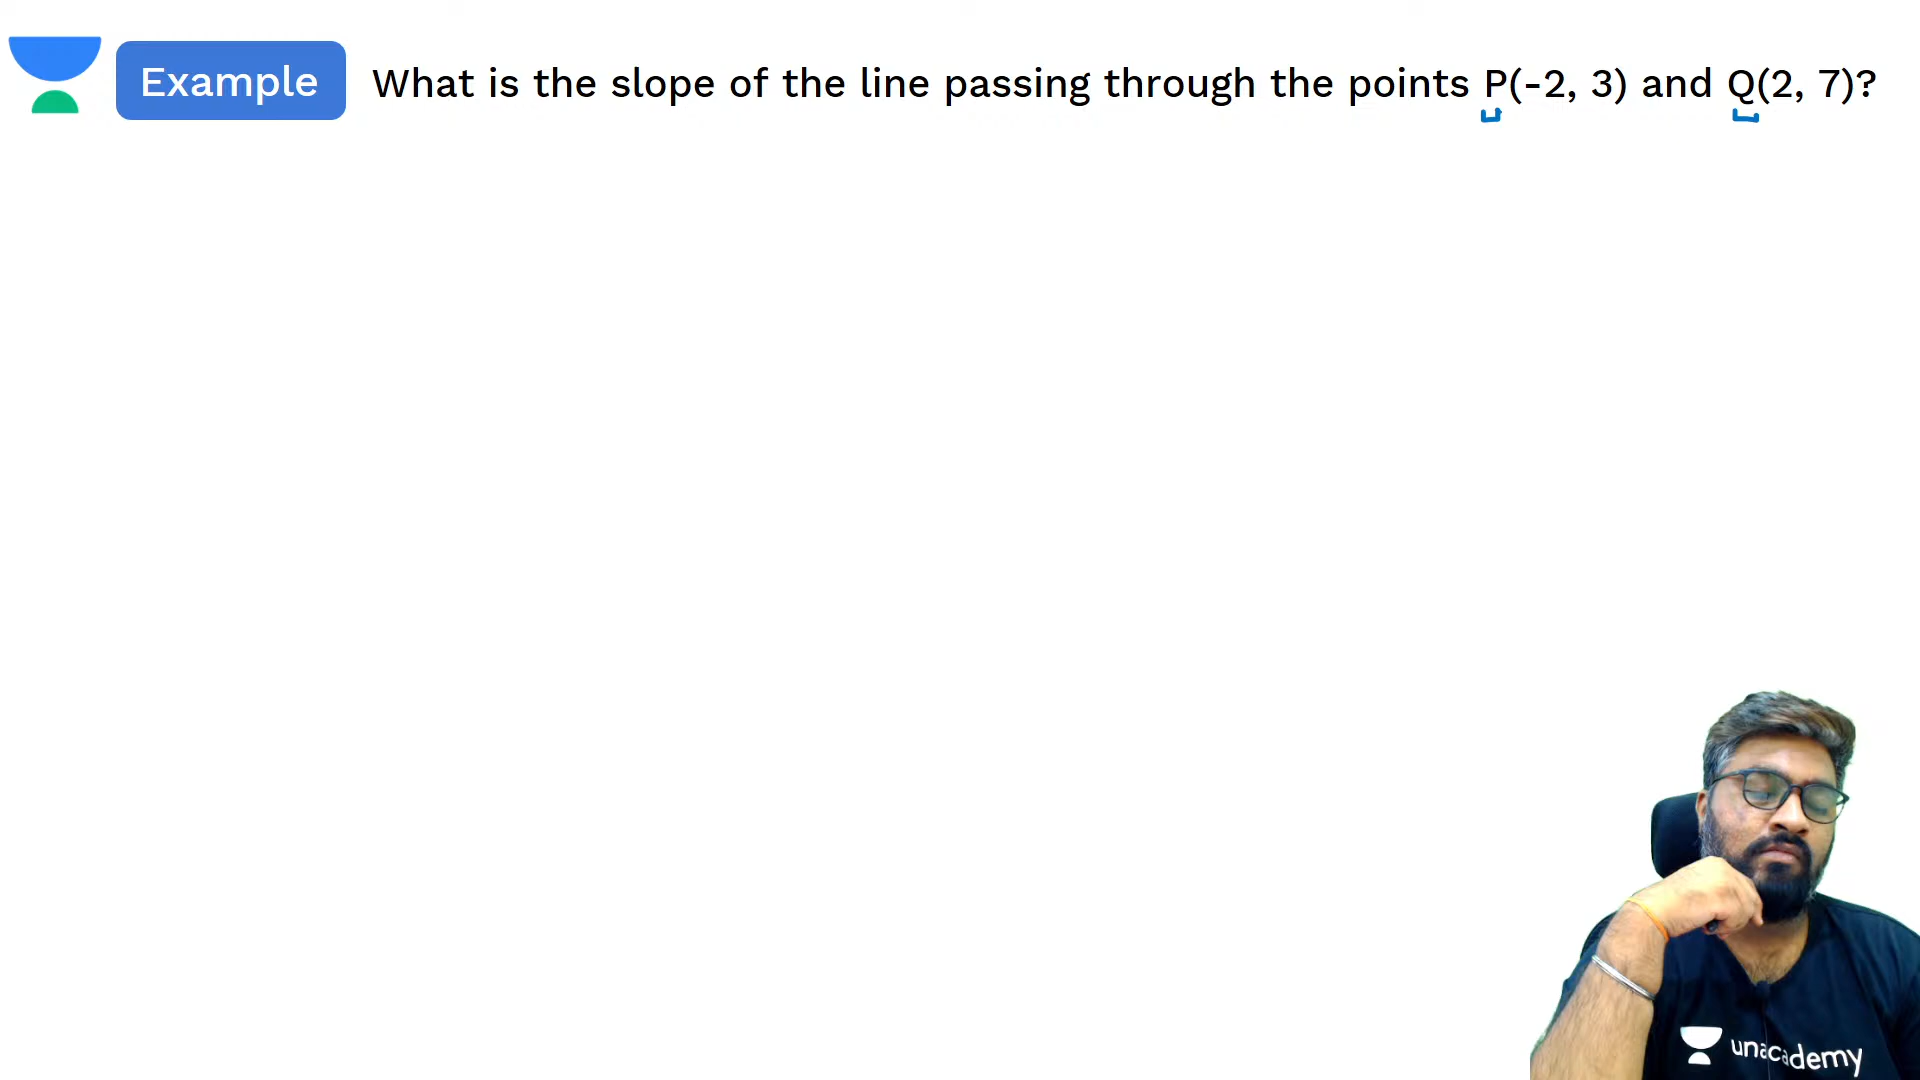 Example What is the slope of the line passing through the points P(-2, 3) and Q(2, 7)?
unacademy